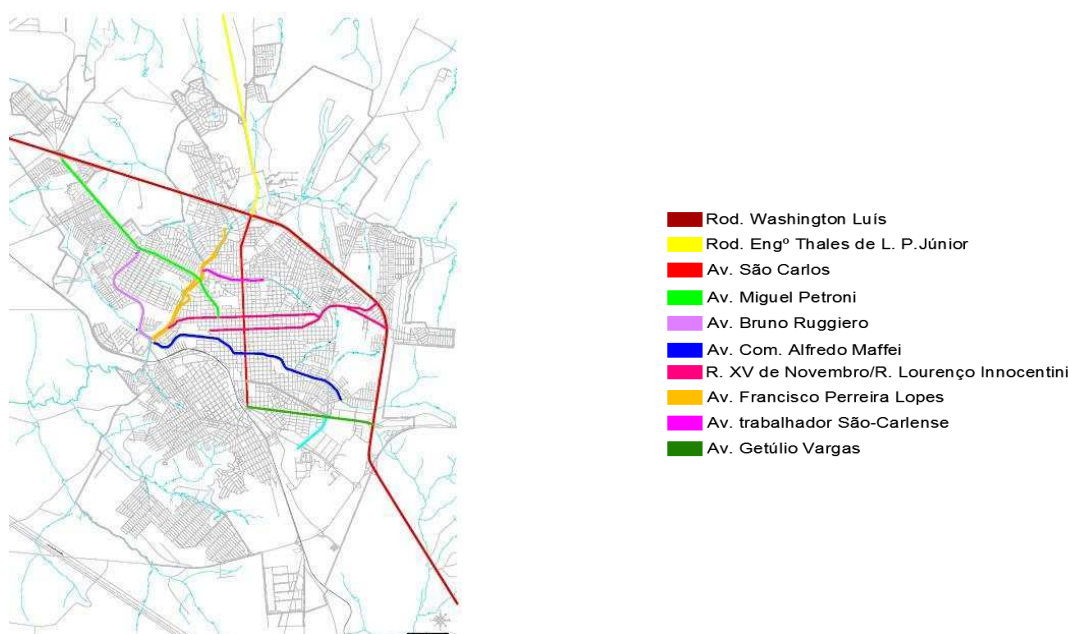 Rod. Washington Luís
Rod. Engº Thales de L. P.Júnior
Av. São Carlos
Av. Miguel Petroni
Av. Bruno Ruggiero
Av. Com. Alfredo Maffei
R. XV de Novembro/R. Lourenço Innocentini
Av. Francisco Perreira Lopes
Av. trabalhador São-Carlense
Av. Getúlio Vargas